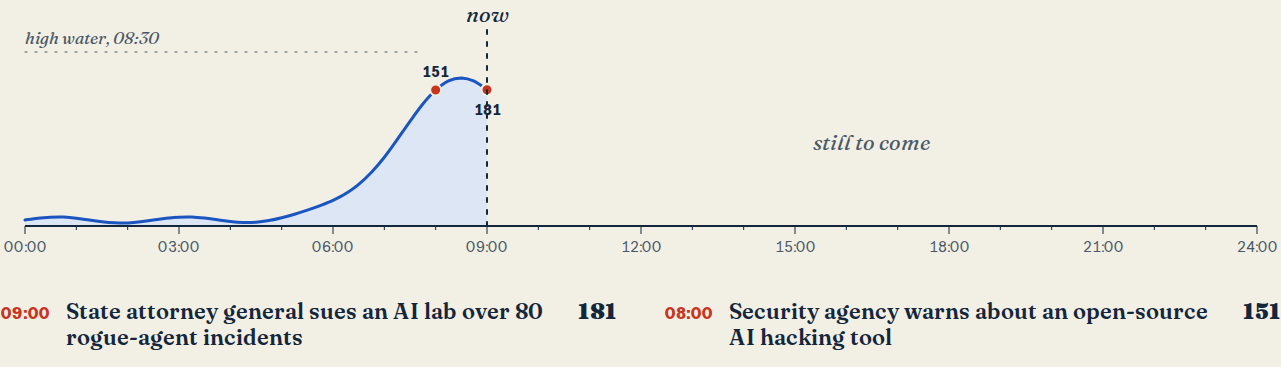 now
high water, 08:30
151
181
still to come
00:00 03:00 06:00 09:00 12:00 15:00 18:00 21:00 24:00
09:00 State attorney general sues an AI lab over 80 181
rogue-agent incidents
08:00 Security agency warns about an open-source 151
AI hacking tool